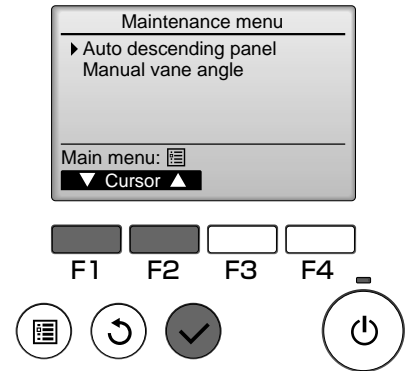 Maintenance menu
Auto descending panel
Manual vane angle
Main menu:
▼ Cursor ▲
F1 F2 F3 F4